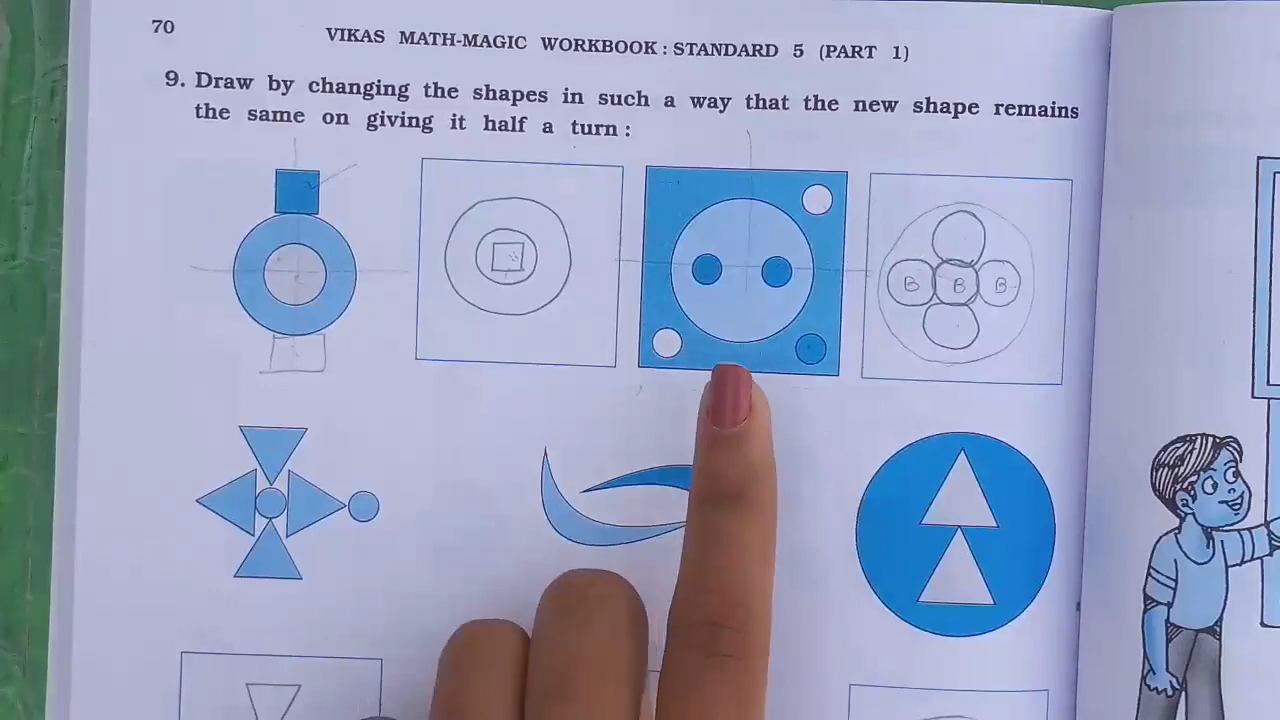 70
VIKAS MATH-MAGIC WORKBOOK : STANDARD 5 (PART 1)
9. Draw by changing the shapes in such a way that the new shape remains
the same on giving it half a turn :
B B B